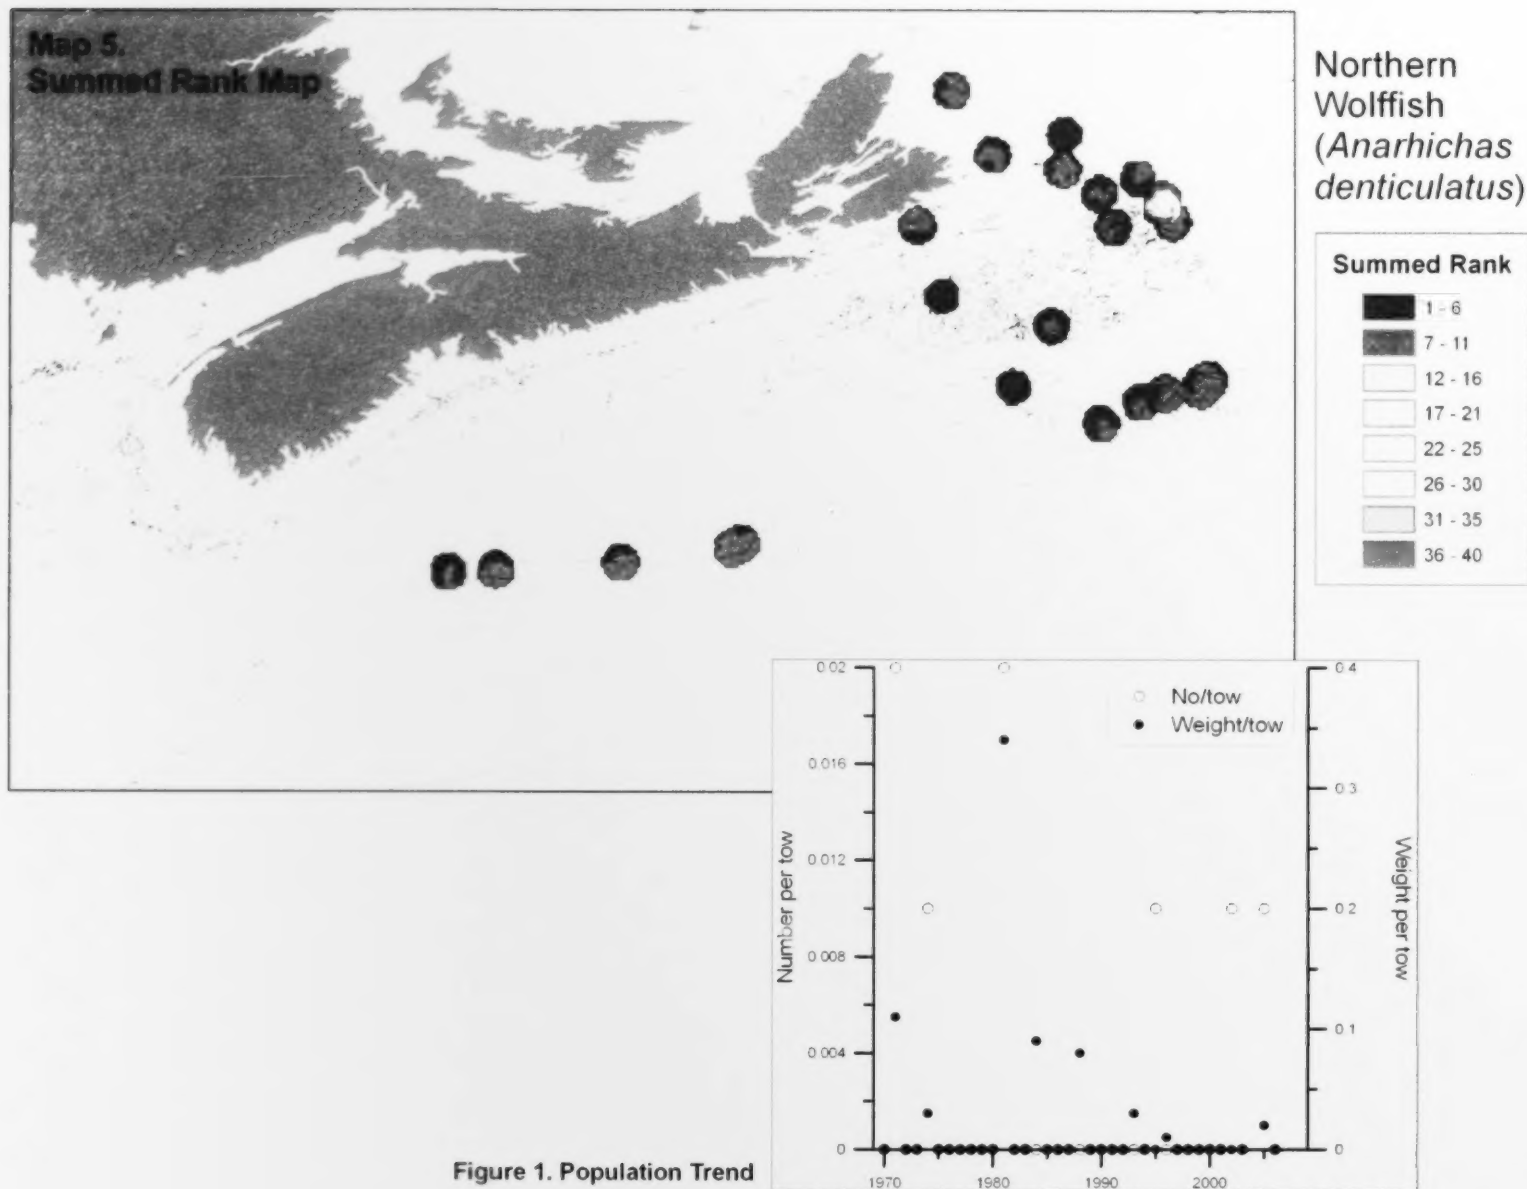 Map 5.
Summed Rank Map
Northern
Wolffish
(Anarhichas
denticulatus)
Summed Rank
1 - 6
7 - 11
12 - 16
17 - 21
22 - 25
26 - 30
31 - 35
36 - 40
No/tow
Weight/tow
0.02
0.016
0.012
0.008
0.004
0
Number per tow
0.4
0.3
0.2
0.1
0
Weight per tow
1970
1980
1990
2000
Figure 1. Population Trend